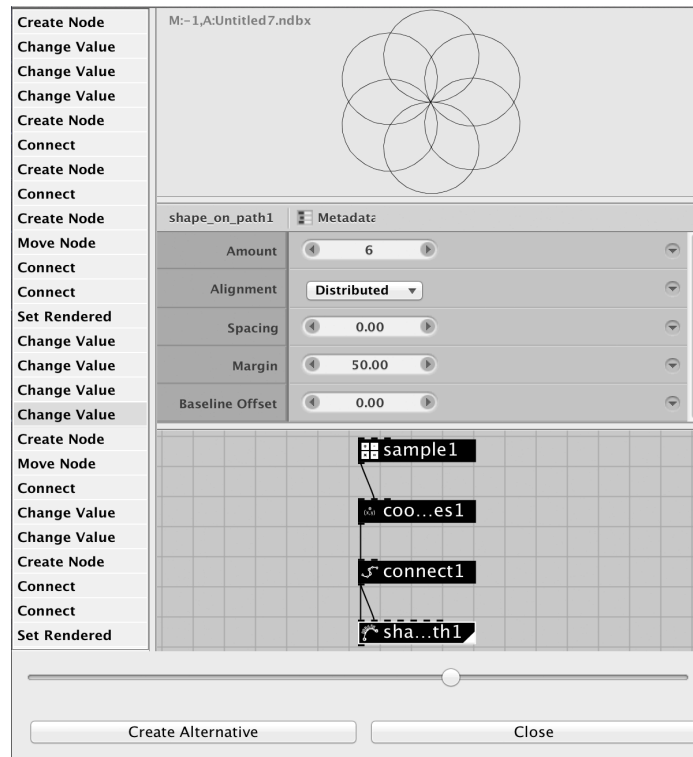 Create Node
Change Value
Change Value
Change Value
Create Node
Connect
Create Node
Connect
Create Node
Move Node
Connect
Connect
Set Rendered
Change Value
Change Value
Change Value
Change Value
Create Node
Move Node
Connect
Change Value
Change Value
Create Node
Connect
Connect
Set Rendered
M:-1,A:Untitled7.ndbx
shape_on_path1 Metadata
Amount 6
Alignment Distributed
Spacing 0.00
Margin 50.00
Baseline Offset 0.00
sample1
coo...es1
connect1
sha...th1
Create Alternative Close